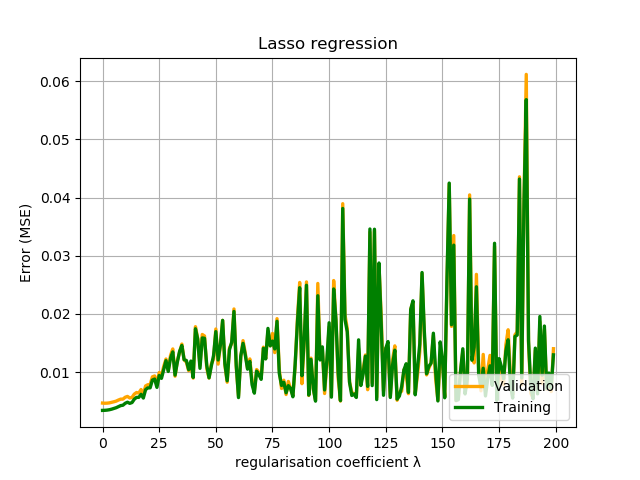 Lasso regression
Error (MSE)
0.06
0.05
0.04
0.03
0.02
0.01
0 25 50 75 100 125 150 175 200
regularisation coefficient λ
Validation
Training